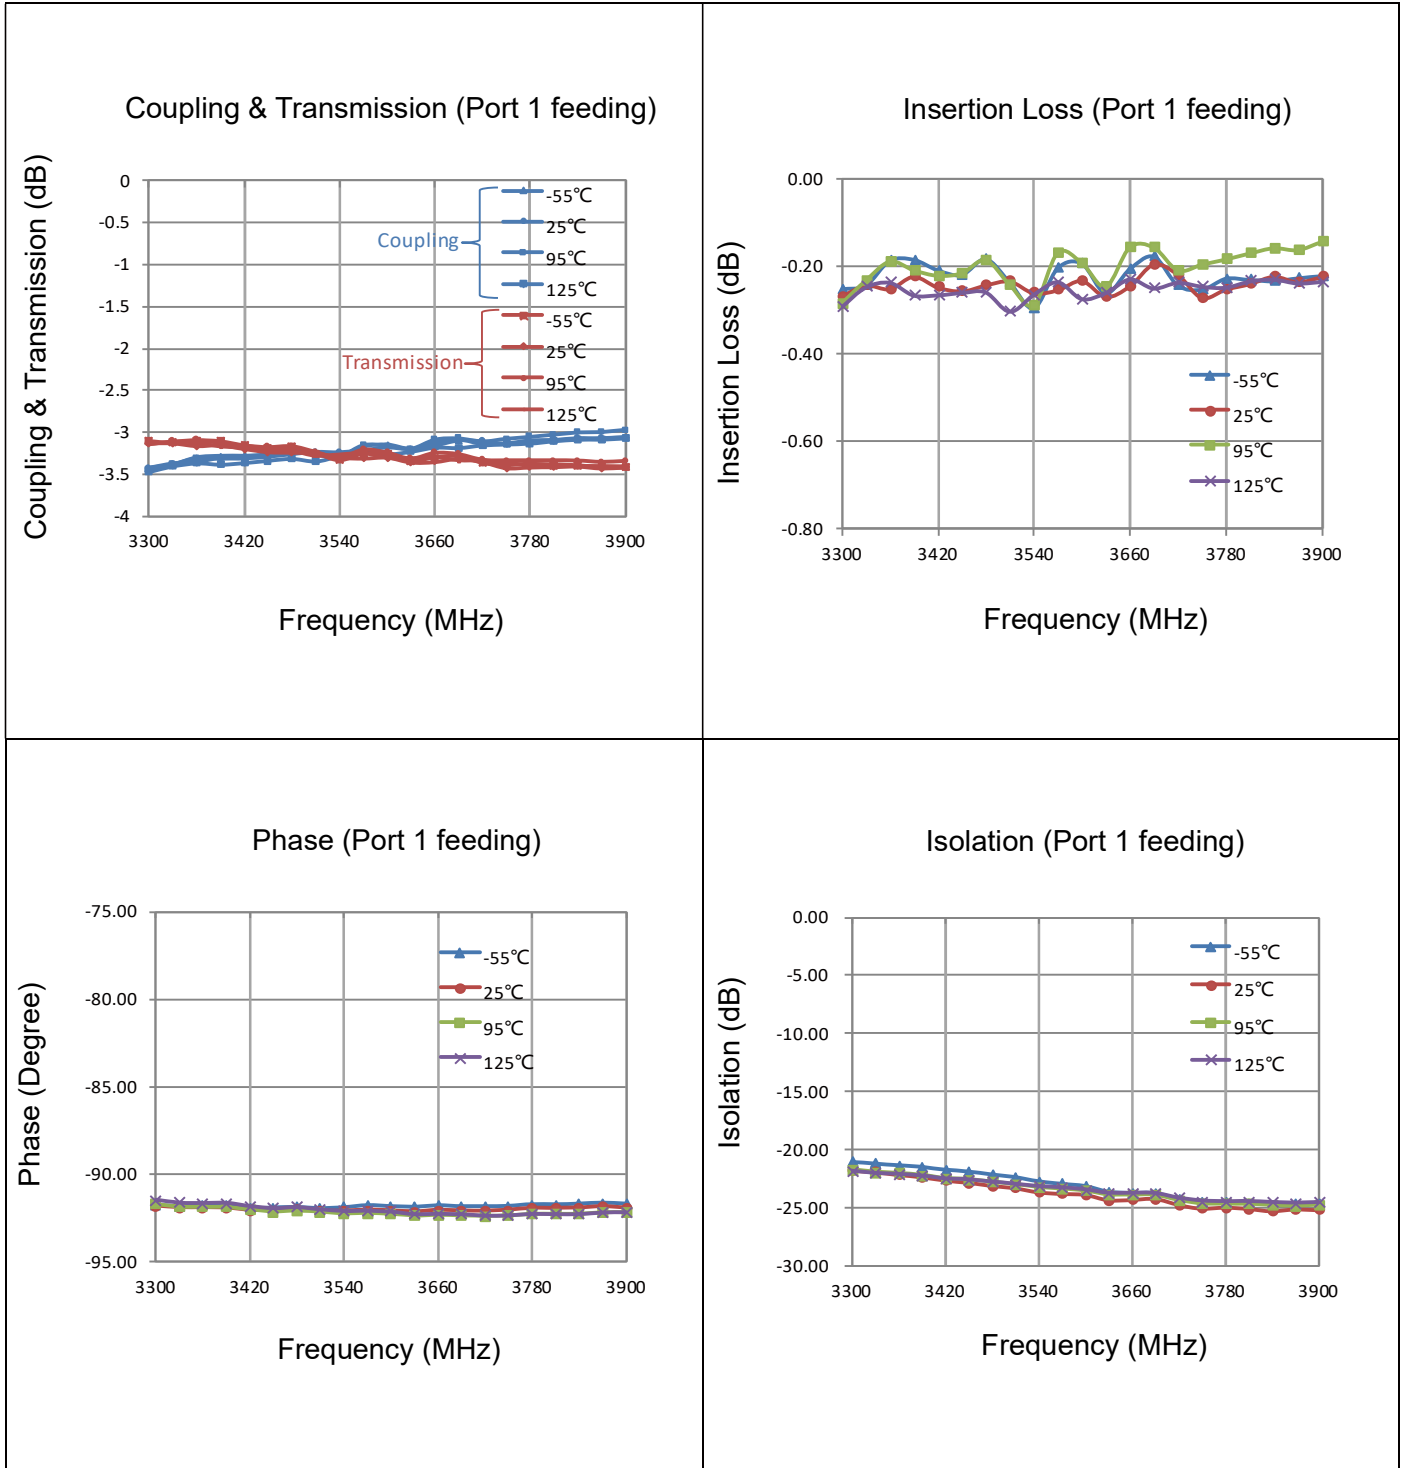 Coupling & Transmission (Port 1 feeding)
Coupling & Transmission (dB)
0
-0.5
-1
-1.5
-2
-2.5
-3
-3.5
-4
Coupling
-55℃
25℃
95℃
125℃
Transmission
-55℃
25℃
95℃
125℃
3300 3420 3540 3660 3780 3900
Frequency (MHz)
Insertion Loss (Port 1 feeding)
Insertion Loss (dB)
0.00
-0.20
-0.40
-0.60
-0.80
-55℃
25℃
95℃
125℃
3300 3420 3540 3660 3780 3900
Frequency (MHz)
Phase (Port 1 feeding)
Phase (Degree)
-75.00
-80.00
-85.00
-90.00
-95.00
-55℃
25℃
95℃
125℃
3300 3420 3540 3660 3780 3900
Frequency (MHz)
Isolation (Port 1 feeding)
Isolation (dB)
0.00
-5.00
-10.00
-15.00
-20.00
-25.00
-30.00
-55℃
25℃
95℃
125℃
3300 3420 3540 3660 3780 3900
Frequency (MHz)